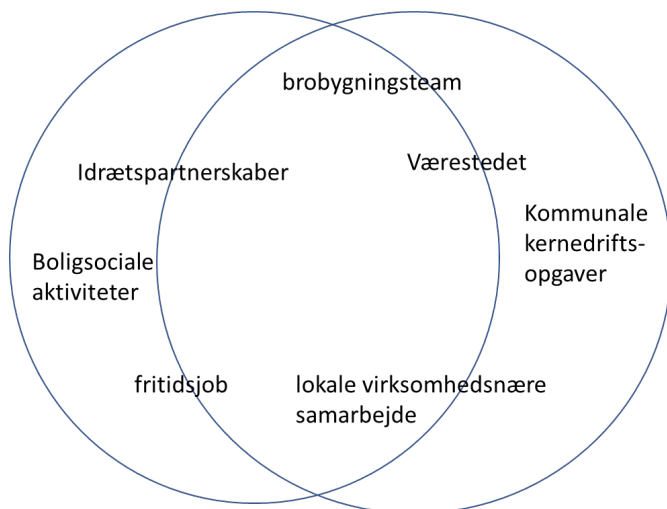 brobygningsteam
Idrætspartnerskaber
Værestedet
Kommunale
kernedrifts-
opgaver
Boligsociale
aktiviteter
fritidsjob
lokale virksomhedsnære
samarbejde